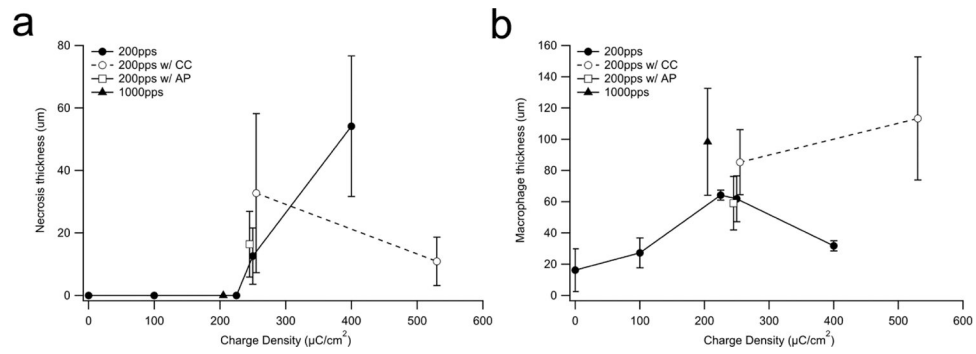 a
80
60
40
20
0
Necrosis thickness (um)
200pps
200pps w/ CC
200pps w/ AP
1000pps
0 100 200 300 400 500 600
Charge Density (µC/cm²)
b
160
140
120
100
80
60
40
20
0
Macrophage thickness (um)
200pps
200pps w/ CC
200pps w/ AP
1000pps
0 100 200 300 400 500 600
Charge Density (µC/cm²)